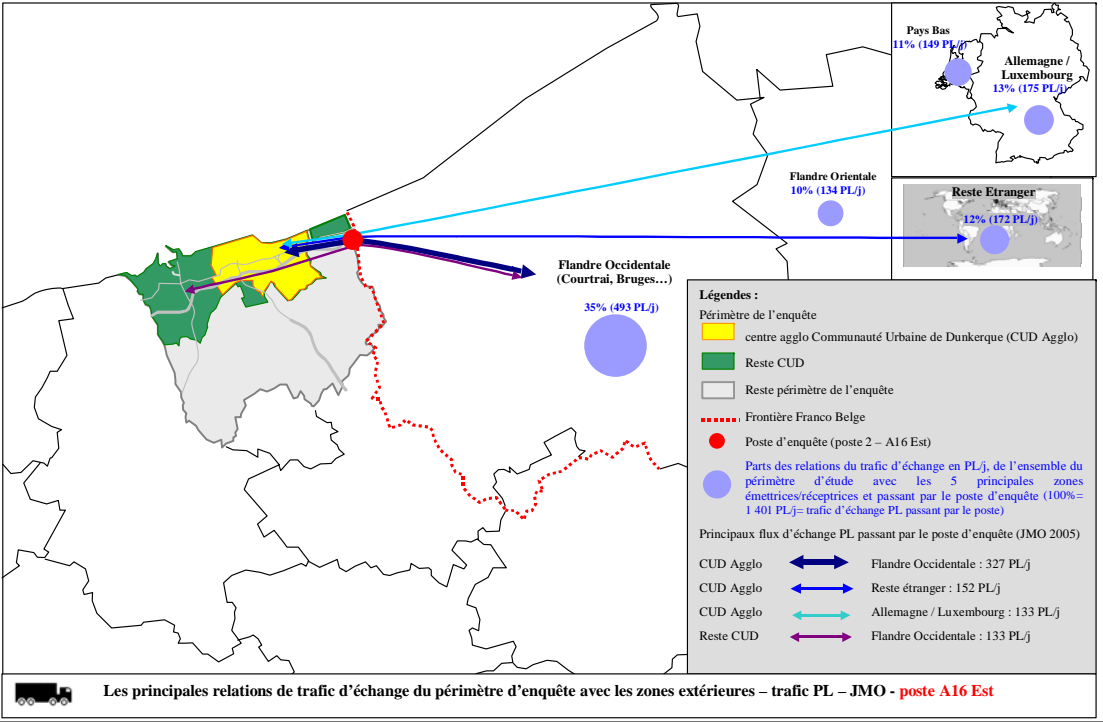 Pays Bas
11% (149 PL/j)
Allemagne /
Luxembourg
13% (175 PL/j)
Flandre Orientale
10% (134 PL/j)
Reste Etranger
12% (172 PL/j)
Flandre Occidentale
(Courtrai, Bruges…)
35% (493 PL/j)
Légendes :
Périmètre de l'enquête
centre agglo Communauté Urbaine de Dunkerque (CUD Agglo)
Reste CUD
Reste périmètre de l'enquête
Frontière Franco Belge
Poste d'enquête (poste 2 – A16 Est)
Parts des relations du trafic d'échange en PL/j, de l'ensemble du
périmètre d'étude avec les 5 principales zones
émettrices/réceptrices et passant par le poste d'enquête (100%=
1 401 PL/j= trafic d'échange PL passant par le poste)
Principaux flux d'échange PL passant par le poste d'enquête (JMO 2005)
CUD Agglo Flandre Occidentale : 327 PL/j
CUD Agglo Reste étranger : 152 PL/j
CUD Agglo Allemagne / Luxembourg : 133 PL/j
Reste CUD Flandre Occidentale : 133 PL/j
Les principales relations de trafic d'échange du périmètre d'enquête avec les zones extérieures – trafic PL – JMO - poste A16 Est